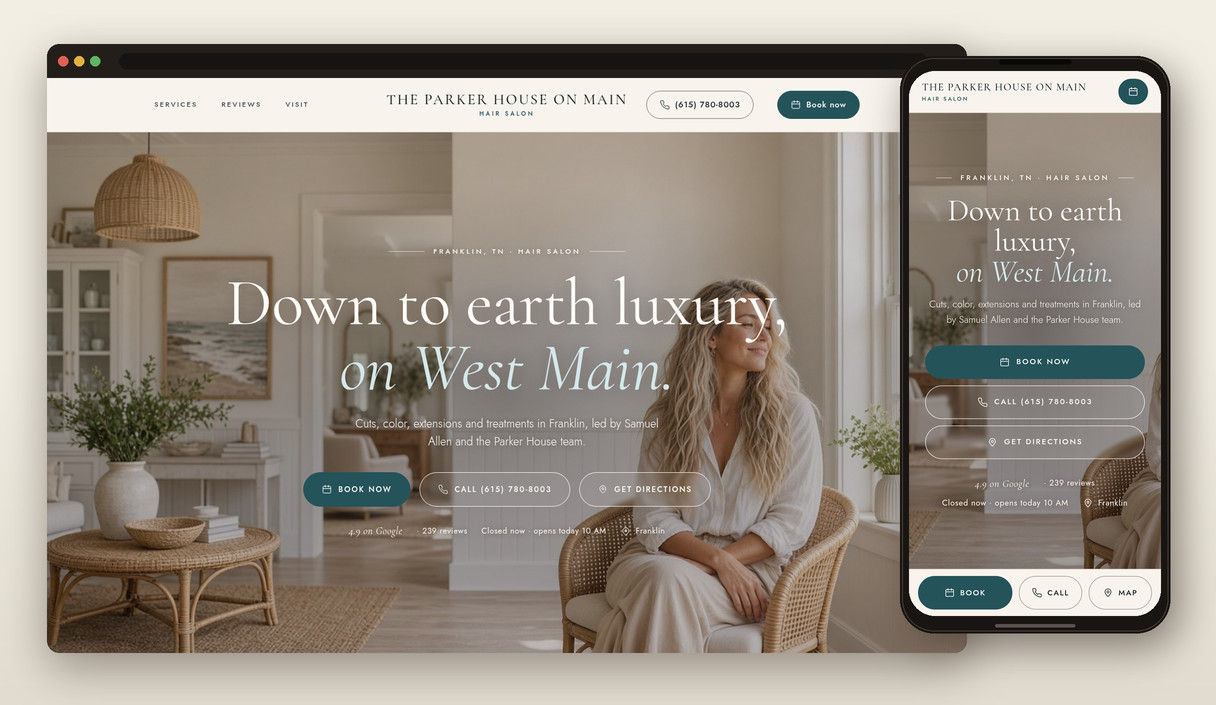 SERVICES REVIEWS VISIT
THE PARKER HOUSE ON MAIN
HAIR SALON
(615) 780-8003
Book now
FRANKLIN, TN · HAIR SALON
Down to earth luxury,
on West Main.
Cuts, color, extensions and treatments in Franklin, led by Samuel
Allen and the Parker House team.
BOOK NOW
CALL (615) 780-8003
GET DIRECTIONS
4.9 on Google · 239 reviews Closed now · opens today 10 AM Franklin
THE PARKER HOUSE ON MAIN
HAIR SALON
FRANKLIN, TN · HAIR SALON
Down to earth
luxury,
on West Main.
Cuts, color, extensions and treatments in Franklin, led
by Samuel Allen and the Parker House team.
BOOK NOW
CALL (615) 780-8003
GET DIRECTIONS
4.9 on Google · 239 reviews
Closed now · opens today 10 AM Franklin
BOOK CALL MAP